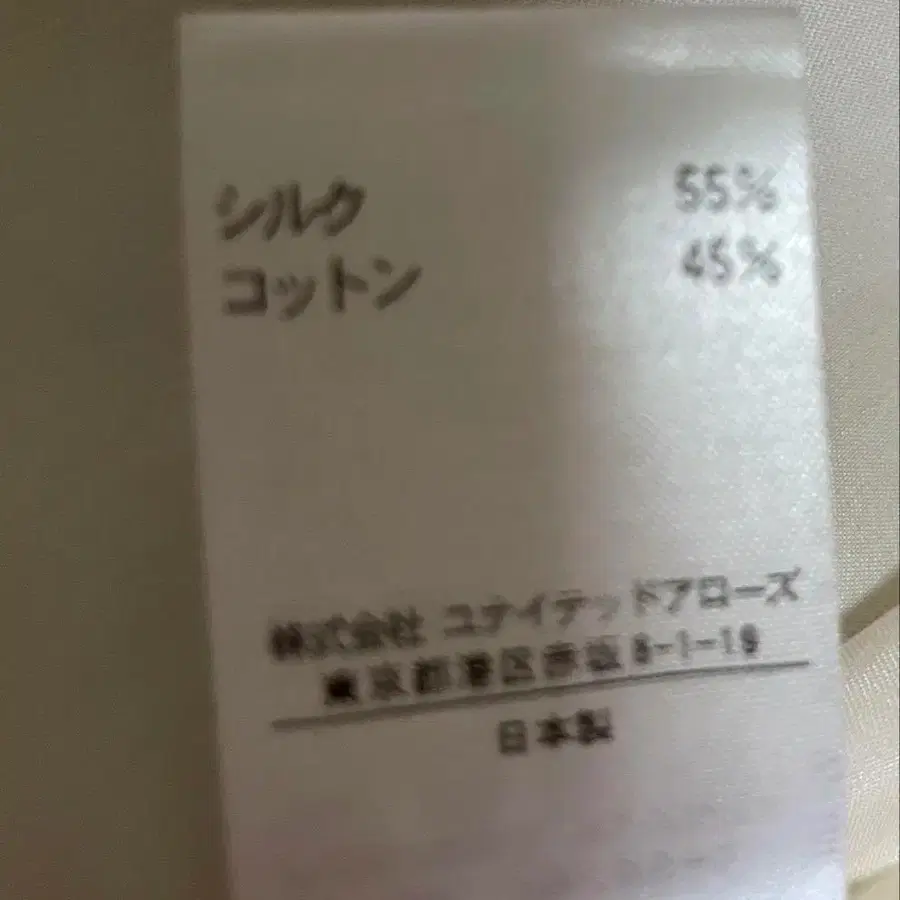 シルク 55%
コットン 45%
株式会社 ユナイテッドアローズ
東京都港区赤坂8-1-19
日本製